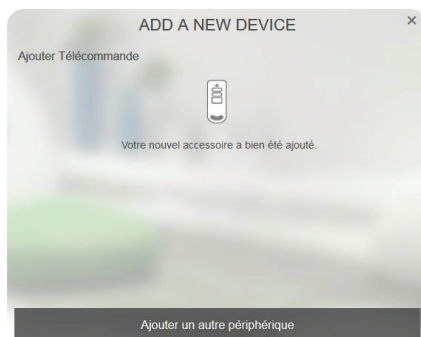 ADD A NEW DEVICE ×
Ajouter Télécommande
Votre nouvel accessoire a bien été ajouté.
Ajouter un autre périphérique